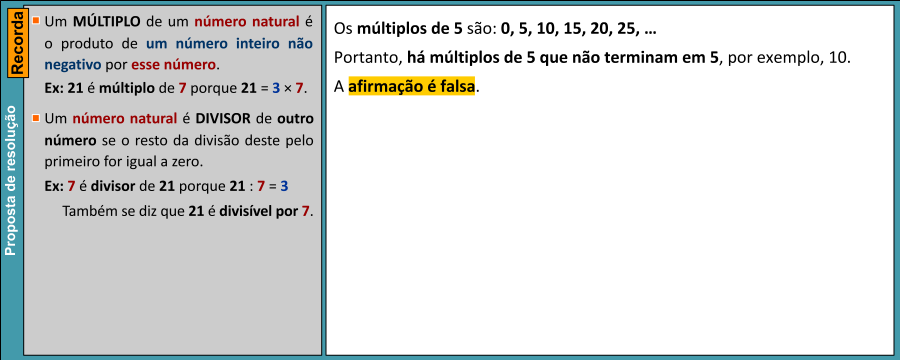 Recorda
Proposta de resolução
Um MÚLTIPLO de um número natural é
o produto de um número inteiro não
negativo por esse número.
Ex: 21 é múltiplo de 7 porque 21 = 3 × 7.
Um número natural é DIVISOR de outro
número se o resto da divisão deste pelo
primeiro for igual a zero.
Ex: 7 é divisor de 21 porque 21 : 7 = 3
Também se diz que 21 é divisível por 7.
Os múltiplos de 5 são: 0, 5, 10, 15, 20, 25, ...
Portanto, há múltiplos de 5 que não terminam em 5, por exemplo, 10.
A afirmação é falsa.